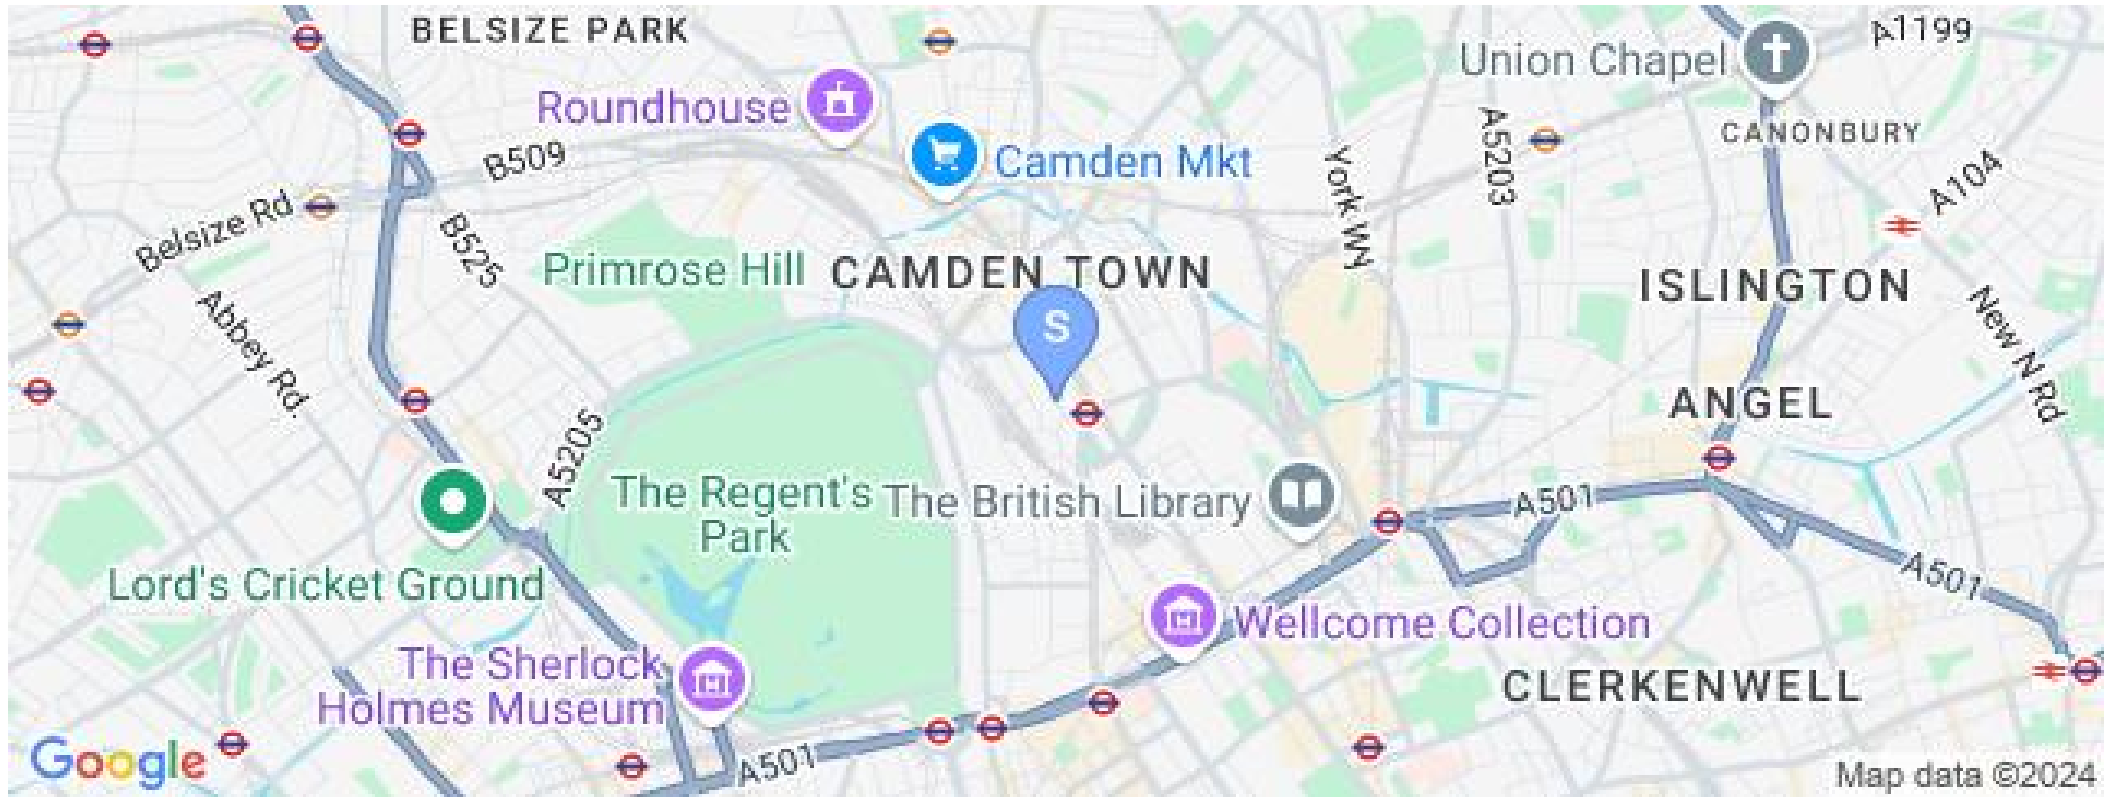 BELSIZE PARK
A1199
Union Chapel
Roundhouse
CANONBURY
B509
Camden Mkt
A5203
York Wy
A104
Belsize Rd
B525
Primrose Hill
CAMDEN TOWN
ISLINGTON
Abbey Rd.
New N Rd
S
ANGEL
A5205
The Regent's
Park
The British Library
A501
Lord's Cricket Ground
A501
Wellcome Collection
The Sherlock
Holmes Museum
CLERKENWELL
Google
A501
Map data ©2024